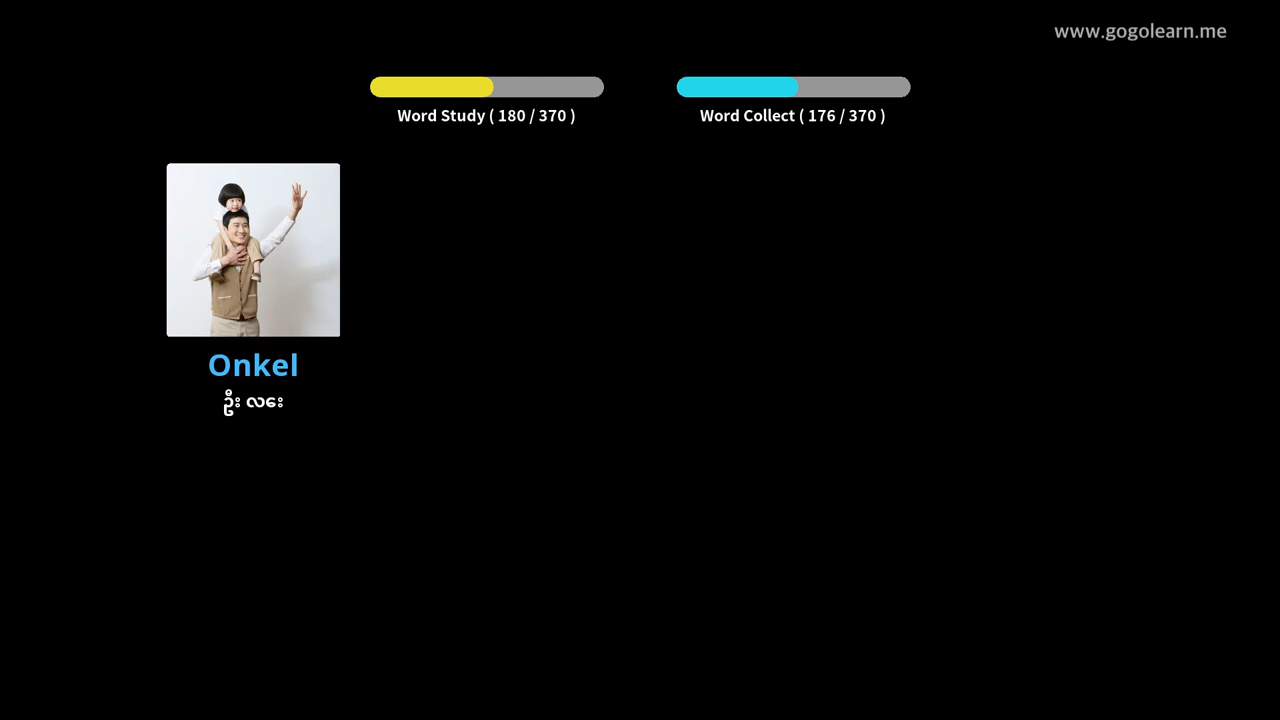 www.gogolearn.me
Word Study ( 180 / 370 )
Word Collect ( 176 / 370 )
Onkel
ဦး လေး